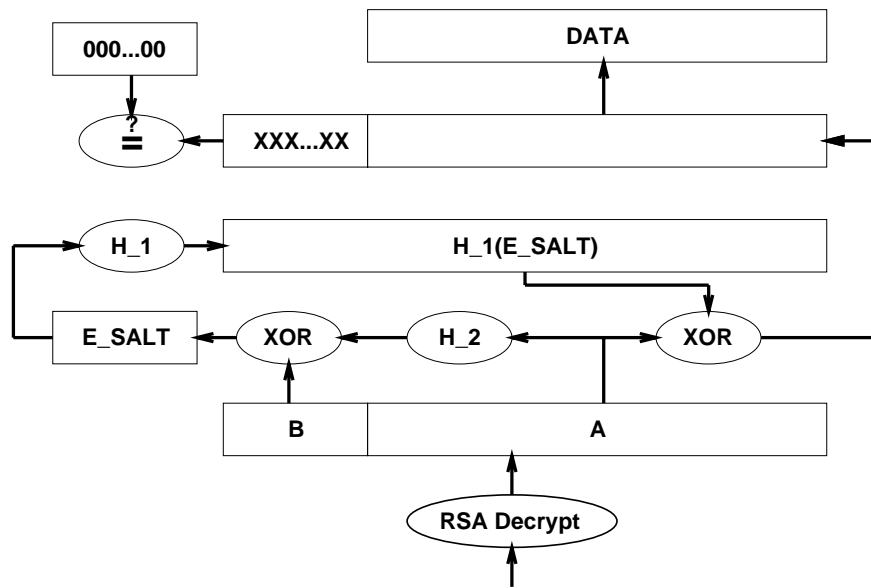 000...00
DATA
?
=
XXX...XX
H_1
H_1(E_SALT)
E_SALT
XOR
H_2
XOR
B
A
RSA Decrypt